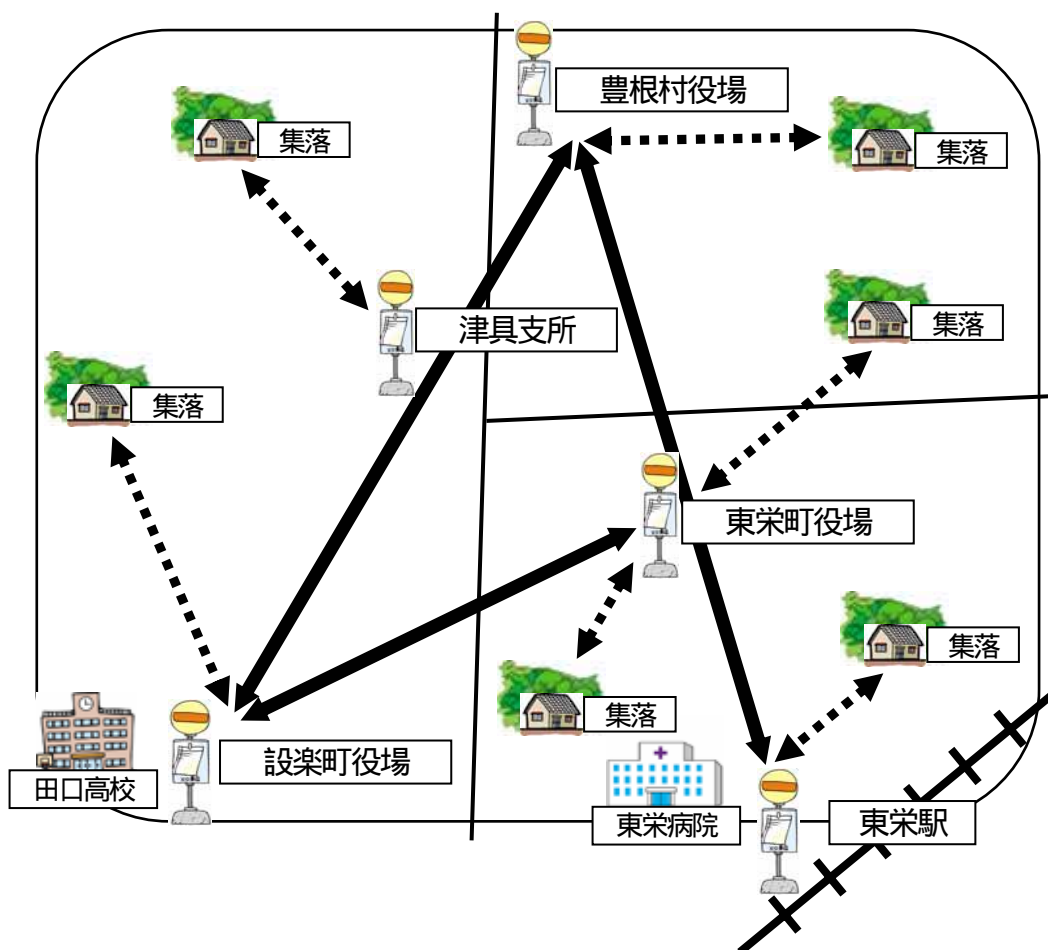 豊根村役場
集落
集落
津具支所
集落
集落
東栄町役場
集落
集落
設楽町役場
田口高校
東栄病院
東栄駅